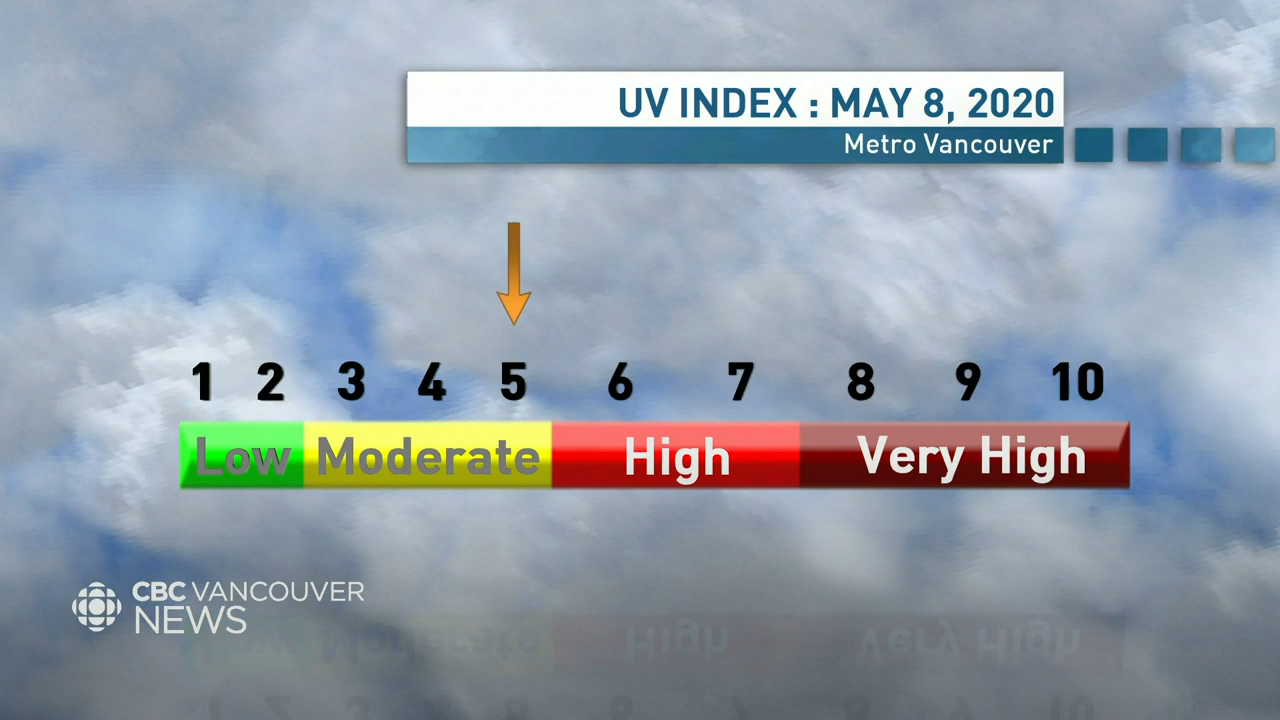 UV INDEX : MAY 8, 2020
Metro Vancouver
1 2 3 4 5 6 7 8 9 10
Low Moderate High Very High
CBC VANCOUVER
NEWS